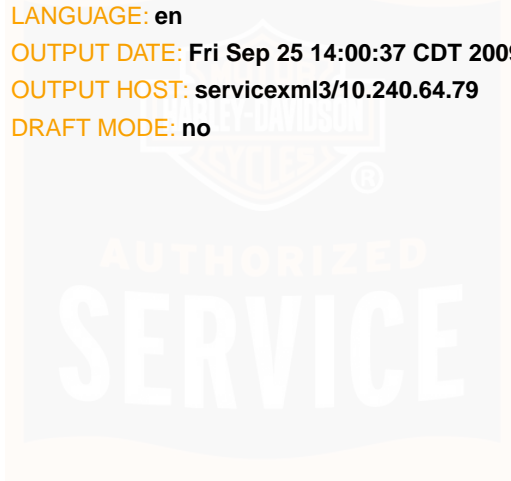 LANGUAGE: en
OUTPUT DATE: Fri Sep 25 14:00:37 CDT 2009
OUTPUT HOST: servicexml3/10.240.64.79
DRAFT MODE: no
HARLEY-DAVIDSON
CYCLES
®
AUTHORIZED
SERVICE